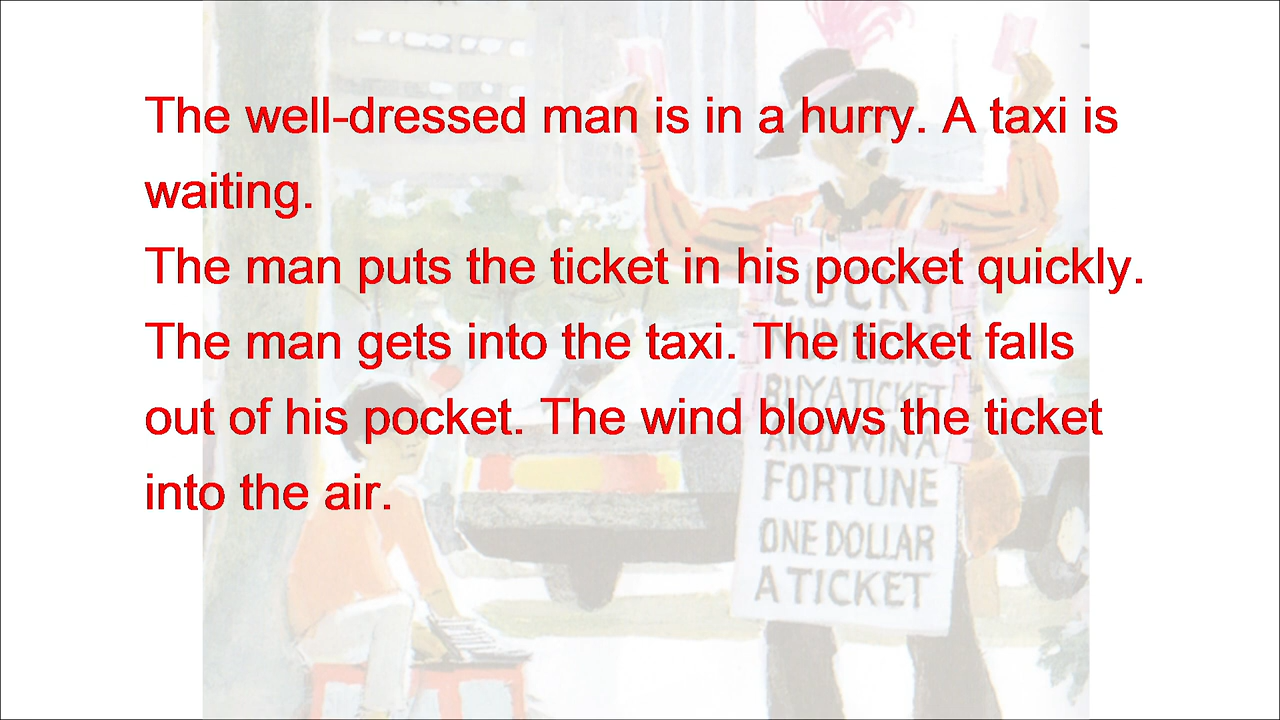 The well-dressed man is in a hurry. A taxi is
waiting.
The man puts the ticket in his pocket quickly.
The man gets into the taxi. The ticket falls
out of his pocket. The wind blows the ticket
into the air.
LUCKY
NUMBERS
BUY A TICKET
AND WIN A
FORTUNE
ONE DOLLAR
A TICKET